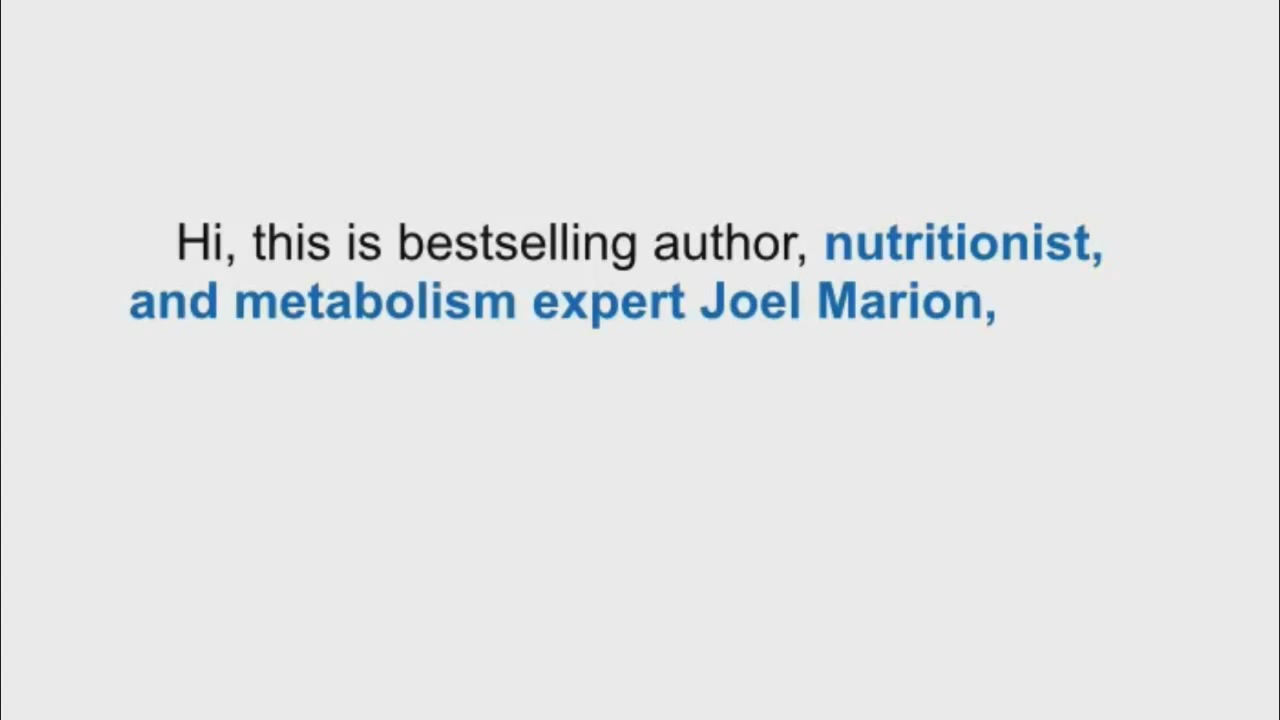 Hi, this is bestselling author, nutritionist,
and metabolism expert Joel Marion,